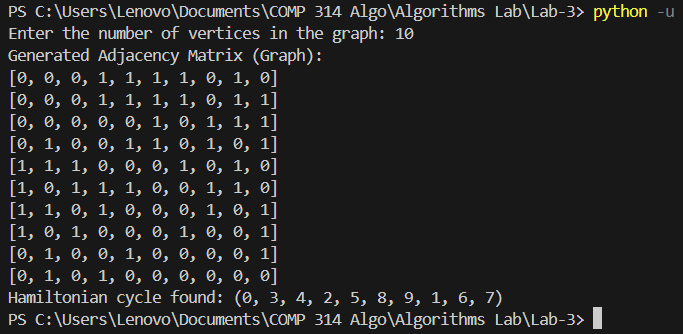 PS C:\Users\Lenovo\Documents\COMP 314 Algo\Algorithms Lab\Lab-3> python -u
Enter the number of vertices in the graph: 10
Generated Adjacency Matrix (Graph):
[0, 0, 0, 1, 1, 1, 1, 0, 1, 0]
[0, 0, 0, 1, 1, 1, 1, 0, 1, 1]
[0, 0, 0, 0, 0, 1, 0, 1, 1, 1]
[0, 1, 0, 0, 1, 1, 0, 1, 0, 1]
[1, 1, 1, 0, 0, 0, 1, 0, 1, 0]
[1, 0, 1, 1, 1, 0, 0, 1, 1, 0]
[1, 1, 0, 1, 0, 0, 0, 1, 0, 1]
[1, 0, 1, 0, 0, 1, 0, 0, 0, 1]
[0, 1, 0, 0, 1, 0, 0, 0, 0, 1]
[0, 1, 0, 1, 0, 0, 0, 0, 0, 0]
Hamiltonian cycle found: (0, 3, 4, 2, 5, 8, 9, 1, 6, 7)
PS C:\Users\Lenovo\Documents\COMP 314 Algo\Algorithms Lab\Lab-3>